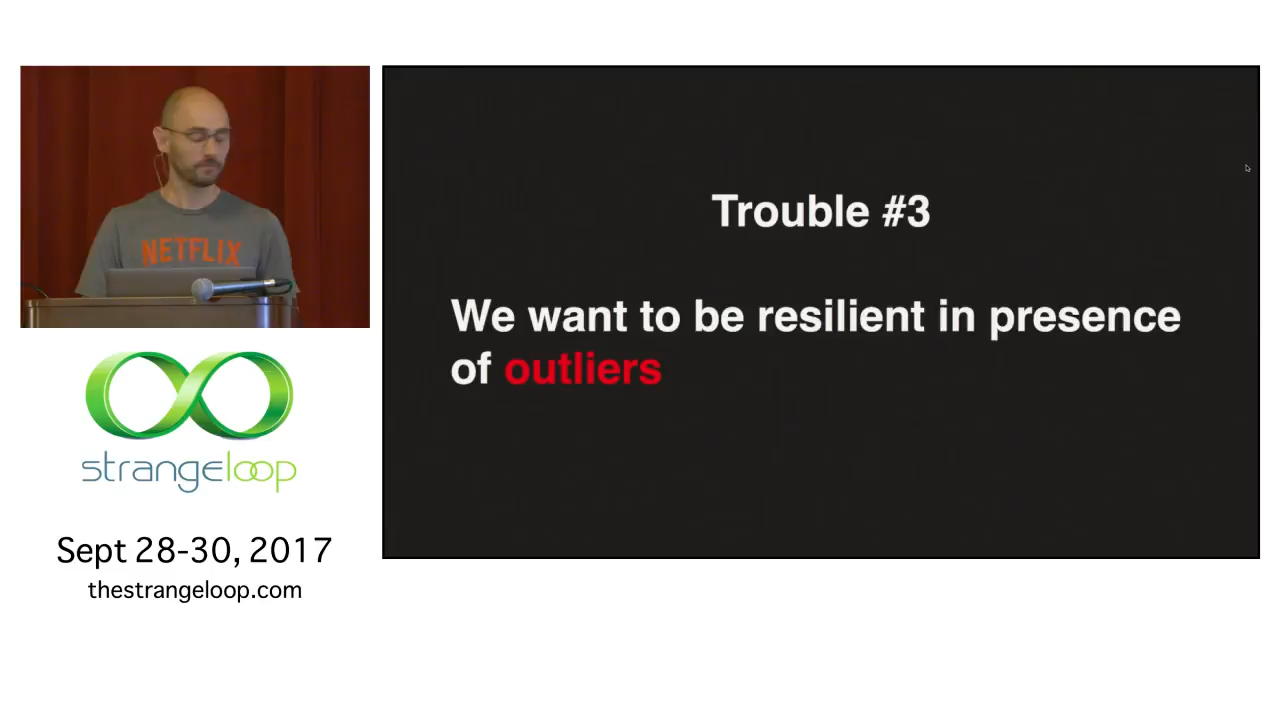 NETFLIX
strangeloop
Sept 28-30, 2017
thestrangeloop.com
Trouble #3
We want to be resilient in presence
of outliers